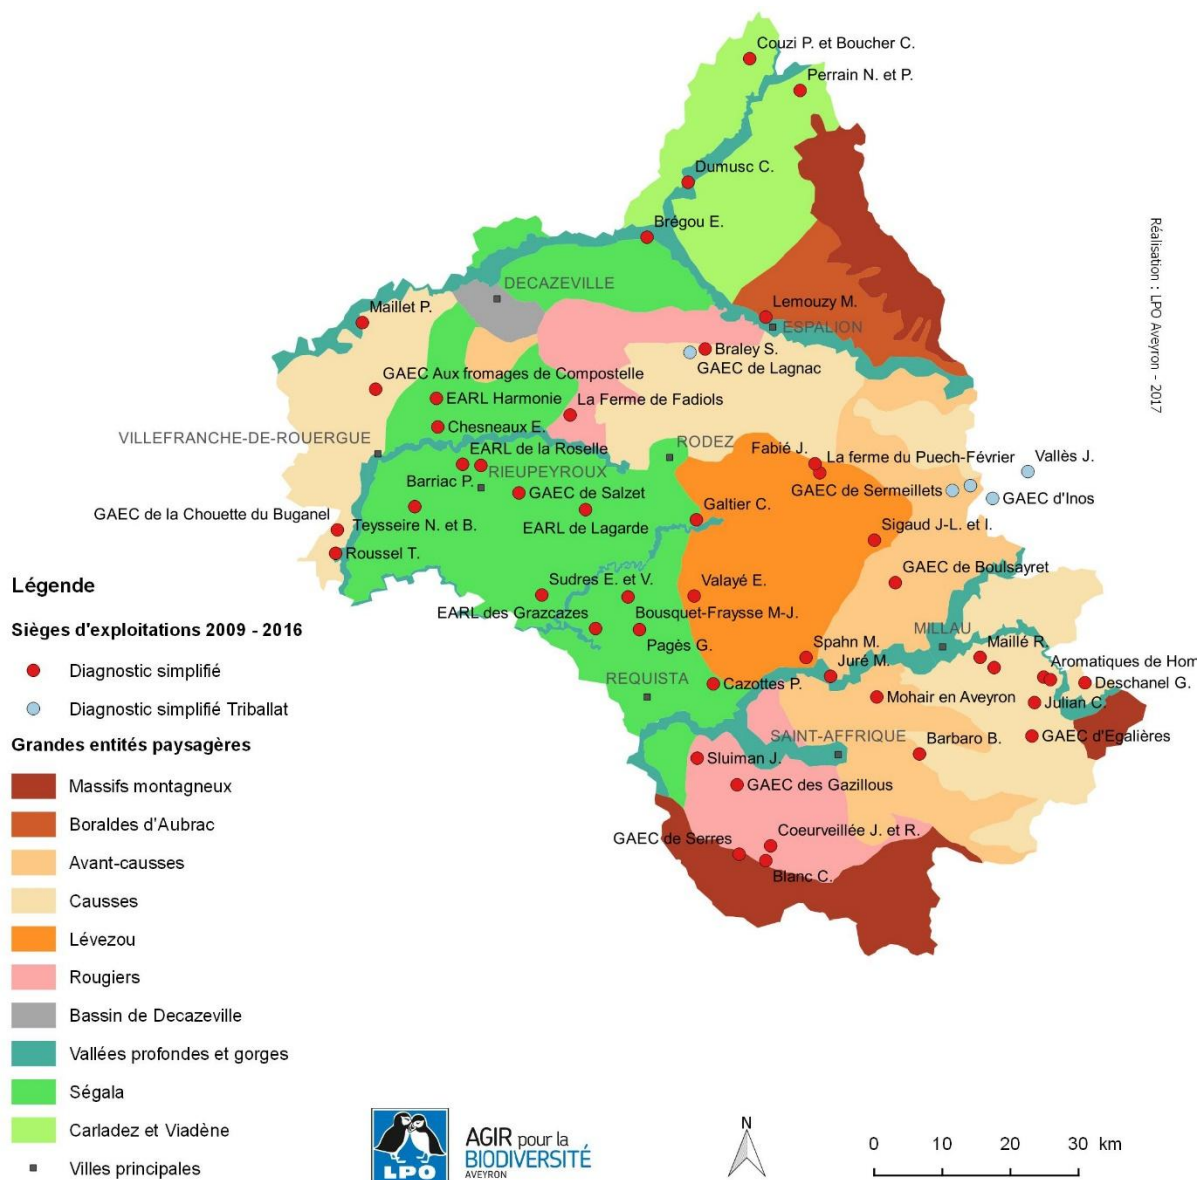 Couzi P. et Boucher C.
Perrain N. et P.
Dumusc C.
Brégou E.
Réalisation : LPO Aveyron - 2017
DECAZEVILLE
Maillet P.
Lemouzy M.
ESPALION
Braley S.
GAEC de Lagnac
GAEC Aux fromages de Compostelle
EARL Harmonie
La Ferme de Fadiols
Chesneaux E.
VILLEFRANCHE-DE-ROUERGUE
RODEZ
EARL de la Roselle
Fabié J.
La ferme du Puech-Février
Vallès J.
RIEUPEYROUX
Barriac P.
GAEC de Sermeillets
GAEC de Salzet
GAEC d'Inos
Galtier C.
GAEC de la Chouette du Buganel
Teysseire N. et B.
EARL de Lagarde
Sigaud J-L. et I.
Roussel T.
GAEC de Boulsayret
Légende
Sudres E. et V.
Valayé E.
EARL des Grazcazes
Bousquet-Fraysse M-J.
Sièges d'exploitations 2009 - 2016
MILLAU
Pagès G.
Spahn M.
Maillé R.
Juré M.
Aromatiques de Hom
Diagnostic simplifié
REQUISTA
Cazottes P.
Deschanel G.
Mohair en Aveyron
Julian C.
Diagnostic simplifié Triballat
SAINT-AFFRIQUE
Barbaro B.
GAEC d'Egalières
Grandes entités paysagères
Sluiman J.
Massifs montagneux
GAEC des Gazillous
Boraldes d'Aubrac
GAEC de Serres
Coeurveillée J. et R.
Avant-causses
Blanc C.
Causses
Lévezou
Rougiers
Bassin de Decazeville
Vallées profondes et gorges
Ségala
Carladez et Viadène
Villes principales
LPO
AGIR pour la
BIODIVERSITÉ
AVEYRON
N
0 10 20 30 km